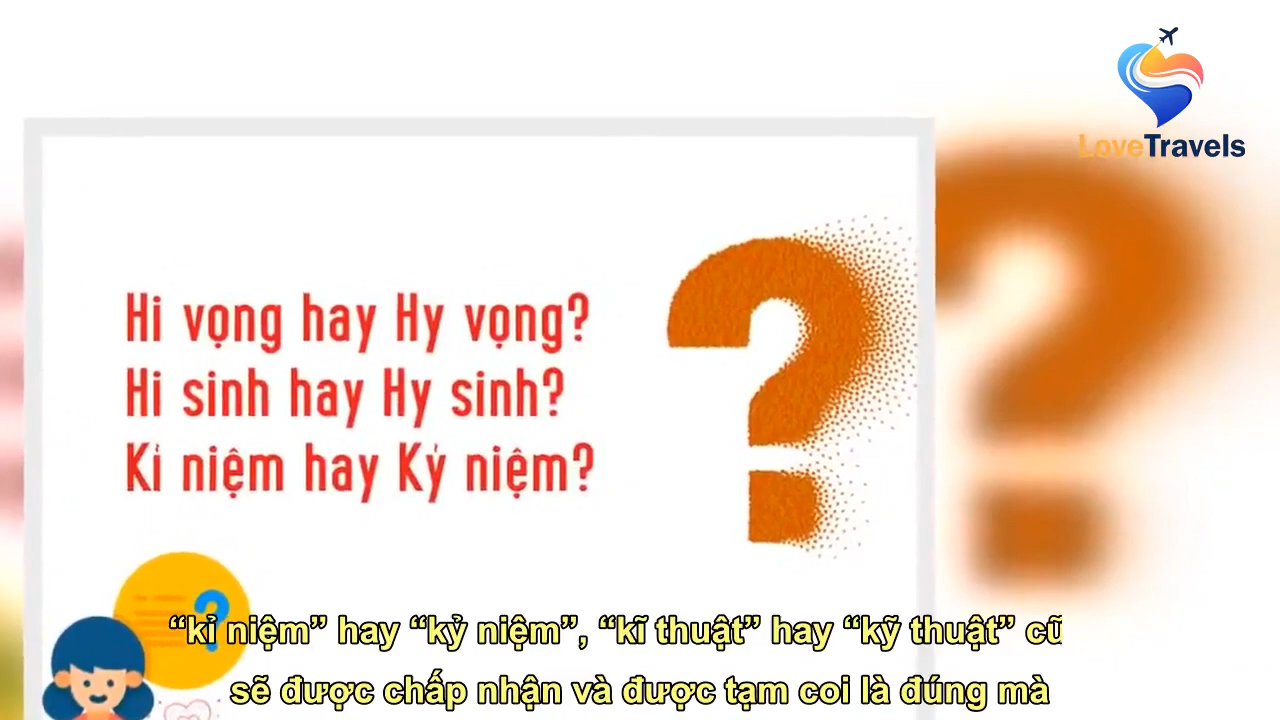 LoveTravels
Hi vọng hay Hy vọng?
Hi sinh hay Hy sinh?
Kỉ niệm hay Kỷ niệm?
“kỉ niệm” hay “kỷ niệm”, “kĩ thuật” hay “kỹ thuật” cũ
sẽ được chấp nhận và được tạm coi là đúng mà